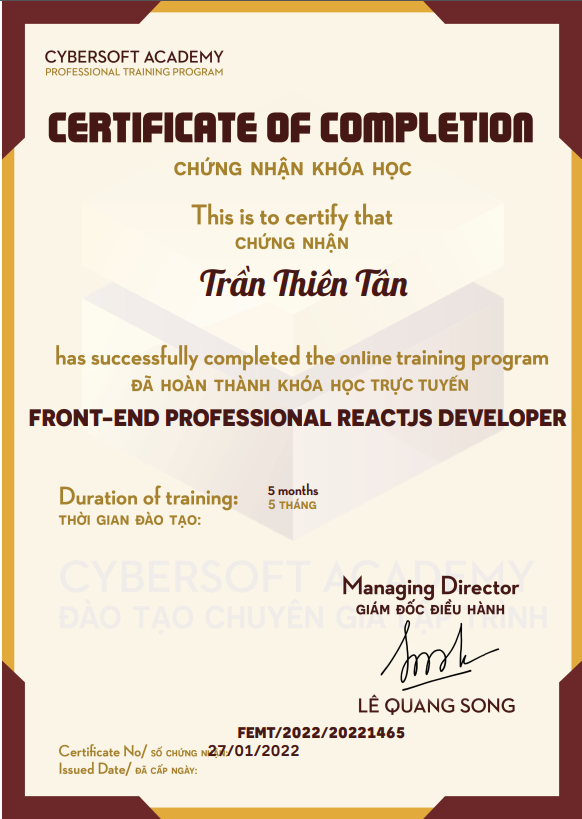 CYBERSOFT ACADEMY
PROFESSIONAL TRAINING PROGRAM
CERTIFICATE OF COMPLETION
CHỨNG NHẬN KHÓA HỌC
This is to certify that
CHỨNG NHẬN
Trần Thiên Tân
has successfully completed the online training program
ĐÃ HOÀN THÀNH KHÓA HỌC TRỰC TUYẾN
FRONT-END PROFESSIONAL REACTJS DEVELOPER
Duration of training: 5 months
THỜI GIAN ĐÀO TẠO: 5 THÁNG
CYBERSOFT ACADEMY
ĐÀO TẠO CHUYÊN GIA LẬP TRÌNH
Managing Director
GIÁM ĐỐC ĐIỀU HÀNH
LÊ QUANG SONG
FEMT/2022/20221465
Certificate No/ SỐ CHỨNG NHẬN: 27/01/2022
Issued Date/ ĐÃ CẤP NGÀY: